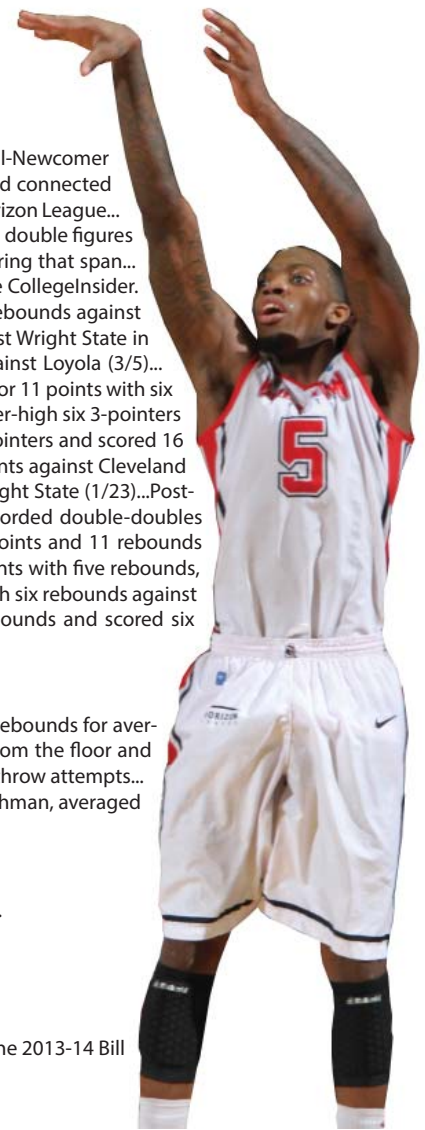 l-Newcomer
d connected
izon League...
double figures
ring that span...
e CollegeInsider.
ebounds against
st Wright State in
ainst Loyola (3/5)...
or 11 points with six
er-high six 3-pointers
ointers and scored 16
nts against Cleveland
ght State (1/23)...Post-
orded double-doubles
oints and 11 rebounds
nts with five rebounds,
h six rebounds against
ounds and scored six
5
ebounds for aver-
om the floor and
throw attempts...
hman, averaged
HORIZON
.
ne 2013-14 Bill